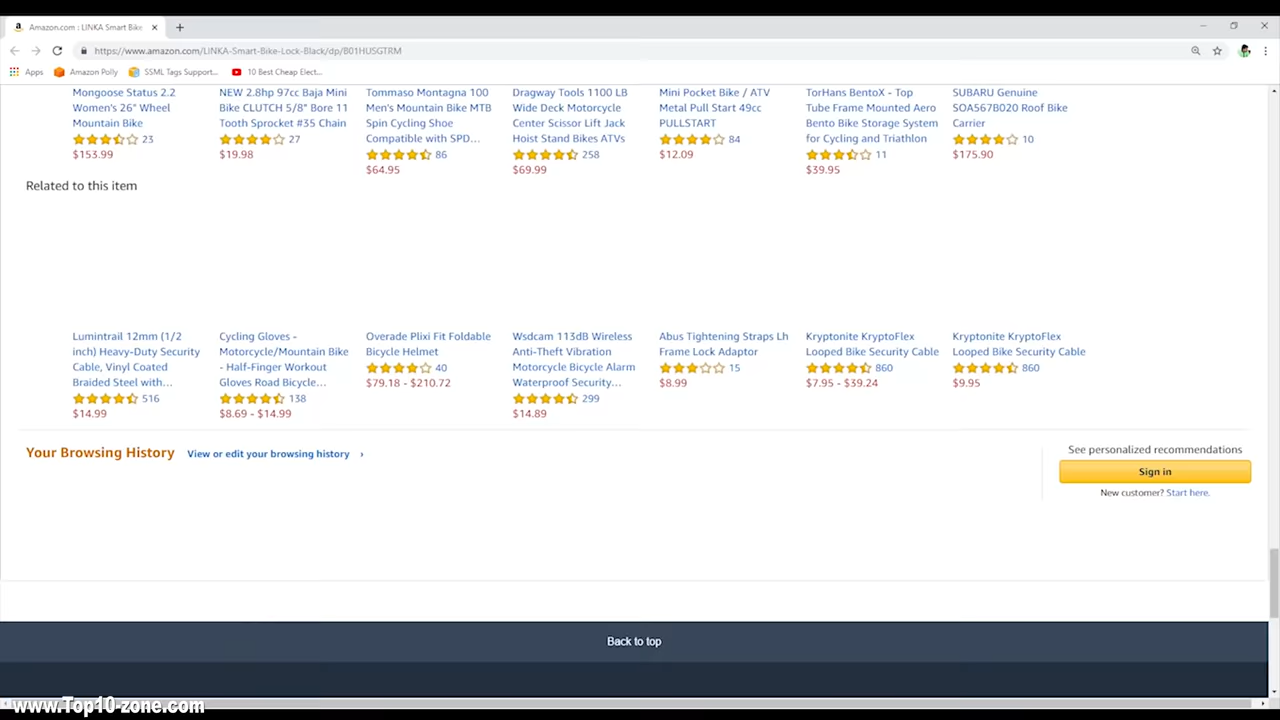 Amazon.com : LINKA Smart Bike
https://www.amazon.com/LINKA-Smart-Bike-Lock-Black/dp/B01HUSGTRM
Apps
Amazon Polly
SSML Tags Support...
10 Best Cheap Elect...
Mongoose Status 2.2
Women's 26" Wheel
Mountain Bike
23
$153.99
NEW 2.8hp 97cc Baja Mini
Bike CLUTCH 5/8" Bore 11
Tooth Sprocket #35 Chain
27
$19.98
Tommaso Montagna 100
Men's Mountain Bike MTB
Spin Cycling Shoe
Compatible with SPD...
86
$64.95
Dragway Tools 1100 LB
Wide Deck Motorcycle
Center Scissor Lift Jack
Hoist Stand Bikes ATVs
258
$69.99
Mini Pocket Bike / ATV
Metal Pull Start 49cc
PULLSTART
84
$12.09
TorHans BentoX - Top
Tube Frame Mounted Aero
Bento Bike Storage System
for Cycling and Triathlon
11
$39.95
SUBARU Genuine
SOA567B020 Roof Bike
Carrier
10
$175.90
Related to this item
Lumintrail 12mm (1/2
inch) Heavy-Duty Security
Cable, Vinyl Coated
Braided Steel with...
516
$14.99
Cycling Gloves -
Motorcycle/Mountain Bike
- Half-Finger Workout
Gloves Road Bicycle...
138
$8.69 - $14.99
Overade Plixi Fit Foldable
Bicycle Helmet
40
$79.18 - $210.72
Wsdcam 113dB Wireless
Anti-Theft Vibration
Motorcycle Bicycle Alarm
Waterproof Security...
299
$14.89
Abus Tightening Straps Lh
Frame Lock Adaptor
15
$8.99
Kryptonite KryptoFlex
Looped Bike Security Cable
860
$7.95 - $39.24
Kryptonite KryptoFlex
Looped Bike Security Cable
860
$9.95
Your Browsing History
View or edit your browsing history ›
See personalized recommendations
Sign in
New customer? Start here.
Back to top
www.Top10-zone.com